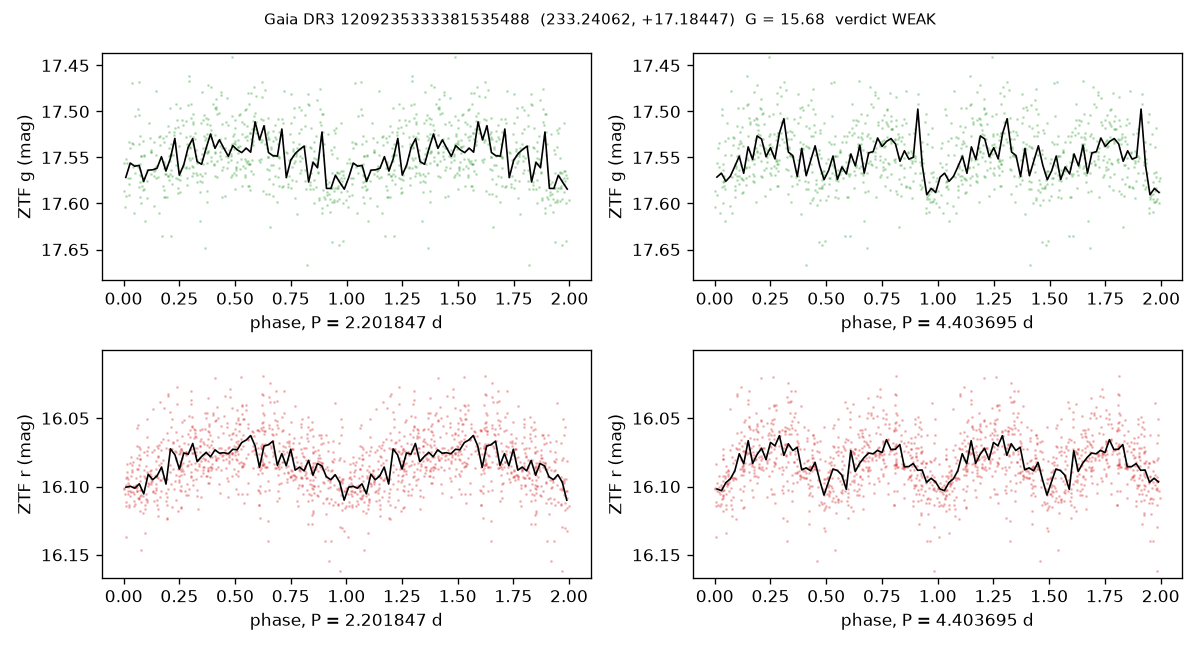 Gaia DR3 1209235333381535488 (233.24062, +17.18447) G = 15.68 verdict WEAK
ZTF g (mag)
17.45
17.50
17.55
17.60
17.65
0.00 0.25 0.50 0.75 1.00 1.25 1.50 1.75 2.00
phase, P = 2.201847 d
ZTF g (mag)
17.45
17.50
17.55
17.60
17.65
0.00 0.25 0.50 0.75 1.00 1.25 1.50 1.75 2.00
phase, P = 4.403695 d
ZTF r (mag)
16.05
16.10
16.15
0.00 0.25 0.50 0.75 1.00 1.25 1.50 1.75 2.00
phase, P = 2.201847 d
ZTF r (mag)
16.05
16.10
16.15
0.00 0.25 0.50 0.75 1.00 1.25 1.50 1.75 2.00
phase, P = 4.403695 d